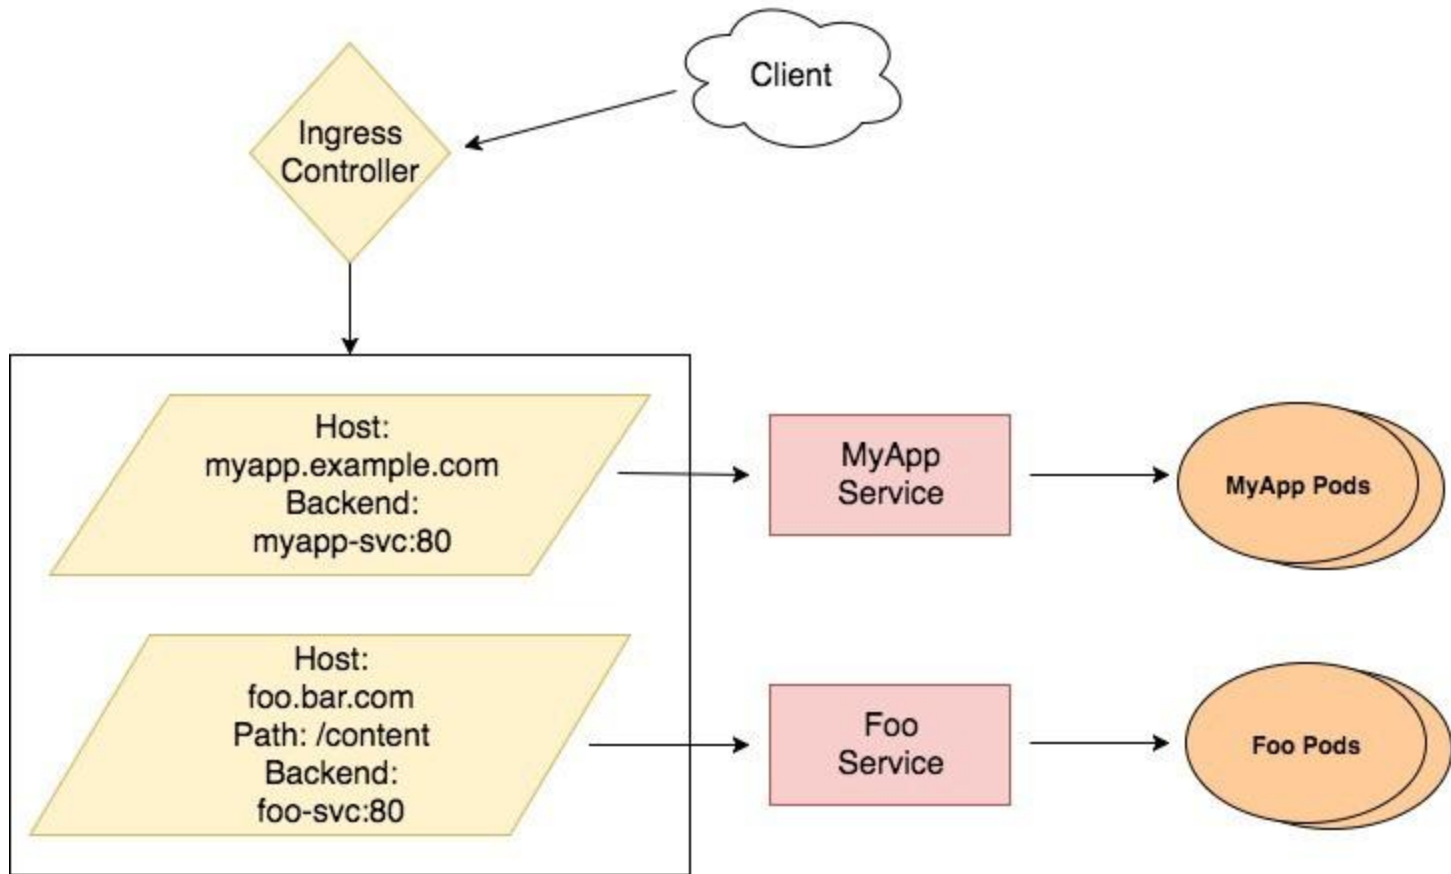 Client
Ingress
Controller
Host:
myapp.example.com
Backend:
myapp-svc:80
MyApp
Service
MyApp Pods
Host:
foo.bar.com
Path: /content
Backend:
foo-svc:80
Foo
Service
Foo Pods